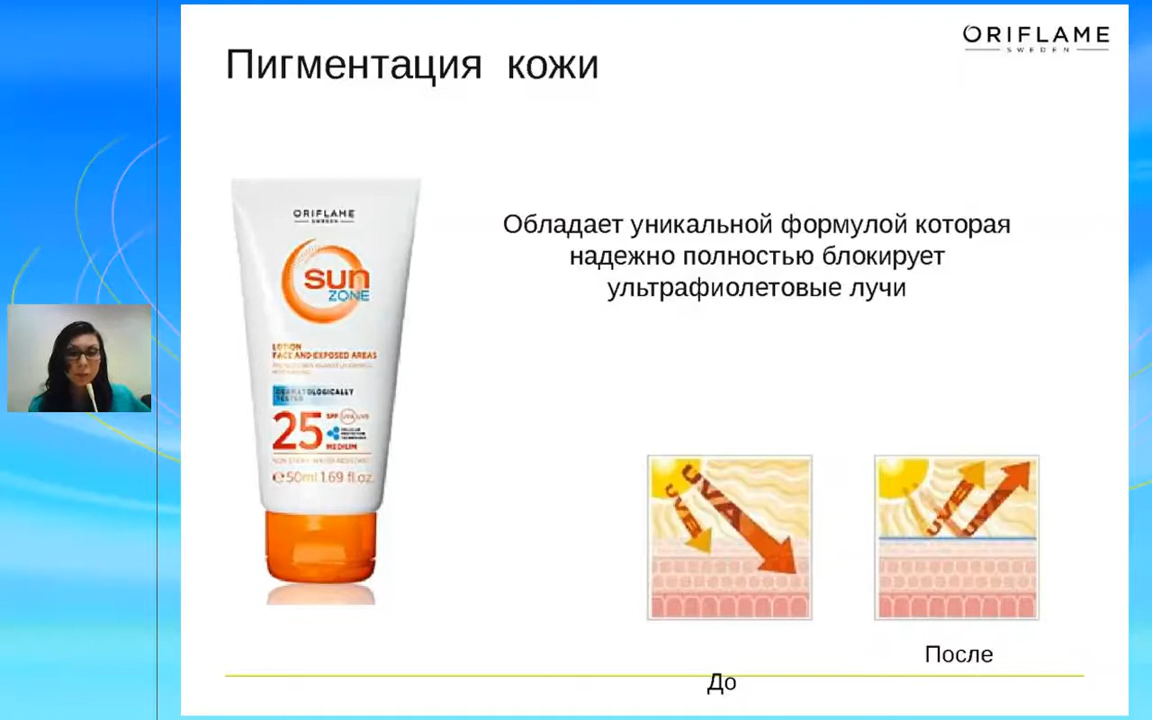 ORIFLAME
SWEDEN
Пигментация кожи
ORIFLAME
SWEDEN
sun
ZONE
Обладает уникальной формулой которая
надежно полностью блокирует
ультрафиолетовые лучи
LOTION
FACE AND EXPOSED AREAS
DERMATOLOGICALLY
TESTED
25 SPF UVA UVB
MEDIUM
50ml 1.69 fl.oz.
UVB UVA
После
До